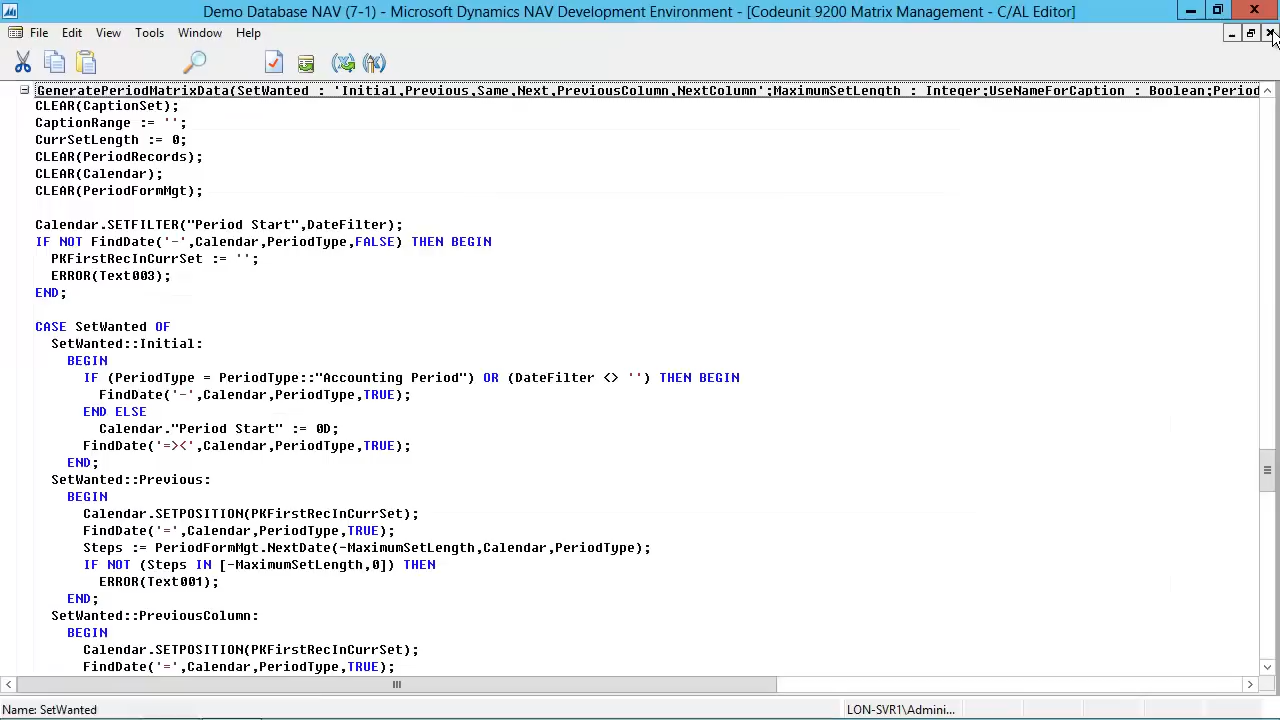 Demo Database NAV (7-1) - Microsoft Dynamics NAV Development Environment - [Codeunit 9200 Matrix Management - C/AL Editor]
File Edit View Tools Window Help
GeneratePeriodMatrixData(SetWanted : 'Initial,Previous,Same,Next,PreviousColumn,NextColumn';MaximumSetLength : Integer;UseNameForCaption : Boolean;Period
CLEAR(CaptionSet);
CaptionRange := '';
CurrSetLength := 0;
CLEAR(PeriodRecords);
CLEAR(Calendar);
CLEAR(PeriodFormMgt);
Calendar.SETFILTER("Period Start",DateFilter);
IF NOT FindDate('-',Calendar,PeriodType,FALSE) THEN BEGIN
PKFirstRecInCurrSet := '';
ERROR(Text003);
END;
CASE SetWanted OF
SetWanted::Initial:
BEGIN
IF (PeriodType = PeriodType::"Accounting Period") OR (DateFilter <> '') THEN BEGIN
FindDate('-',Calendar,PeriodType,TRUE);
END ELSE
Calendar."Period Start" := 0D;
FindDate('=><',Calendar,PeriodType,TRUE);
END;
SetWanted::Previous:
BEGIN
Calendar.SETPOSITION(PKFirstRecInCurrSet);
FindDate('=',Calendar,PeriodType,TRUE);
Steps := PeriodFormMgt.NextDate(-MaximumSetLength,Calendar,PeriodType);
IF NOT (Steps IN [-MaximumSetLength,0]) THEN
ERROR(Text001);
END;
SetWanted::PreviousColumn:
BEGIN
Calendar.SETPOSITION(PKFirstRecInCurrSet);
FindDate('=',Calendar,PeriodType,TRUE);
Name: SetWanted LON-SVR1\Admini...